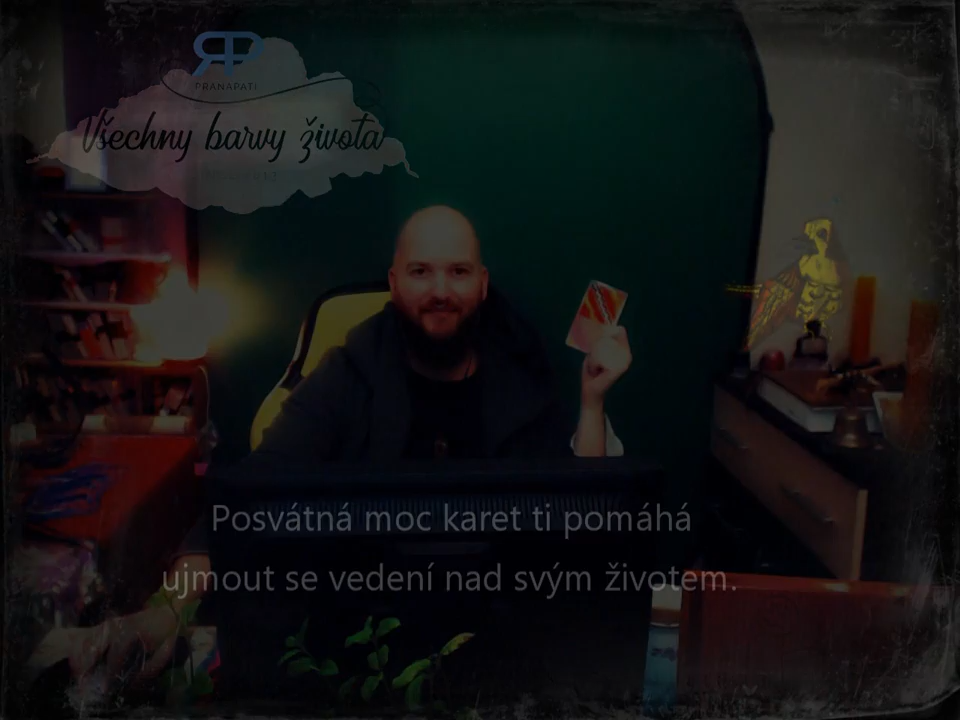 PRANAPATI
Všechny barvy života
Posvátná moc karet ti pomáhá
ujmout se vedení nad svým životem.